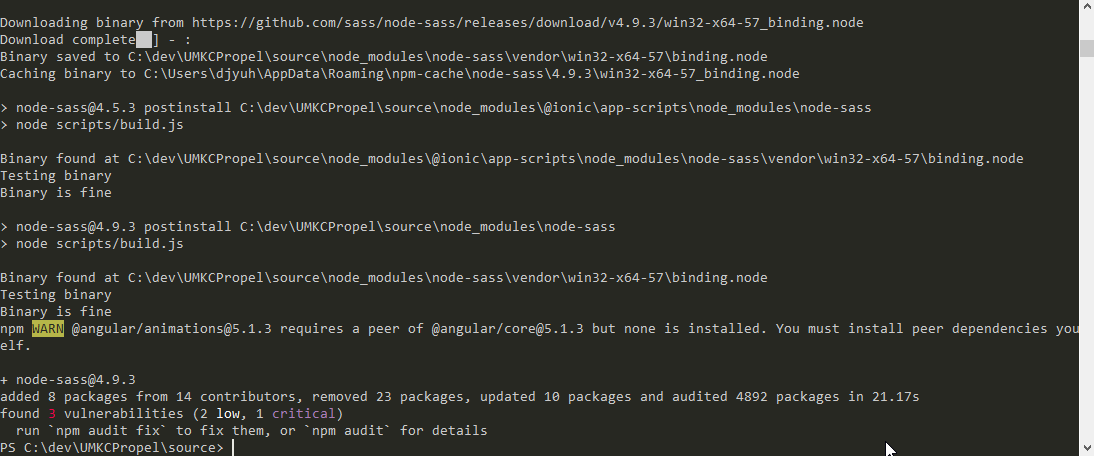 Downloading binary from https://github.com/sass/node-sass/releases/download/v4.9.3/win32-x64-57_binding.node
Download complete  ] - :
Binary saved to C:\dev\UMKCPropel\source\node_modules\node-sass\vendor\win32-x64-57\binding.node
Caching binary to C:\Users\djyuh\AppData\Roaming\npm-cache\node-sass\4.9.3\win32-x64-57_binding.node
> node-sass@4.5.3 postinstall C:\dev\UMKCPropel\source\node_modules\@ionic\app-scripts\node_modules\node-sass
> node scripts/build.js
Binary found at C:\dev\UMKCPropel\source\node_modules\@ionic\app-scripts\node_modules\node-sass\vendor\win32-x64-57\binding.node
Testing binary
Binary is fine
> node-sass@4.9.3 postinstall C:\dev\UMKCPropel\source\node_modules\node-sass
> node scripts/build.js
Binary found at C:\dev\UMKCPropel\source\node_modules\node-sass\vendor\win32-x64-57\binding.node
Testing binary
Binary is fine
npm WARN @angular/animations@5.1.3 requires a peer of @angular/core@5.1.3 but none is installed. You must install peer dependencies you
elf.
+ node-sass@4.9.3
added 8 packages from 14 contributors, removed 23 packages, updated 10 packages and audited 4892 packages in 21.17s
found 3 vulnerabilities (2 low, 1 critical)
run `npm audit fix` to fix them, or `npm audit` for details
PS C:\dev\UMKCPropel\source>